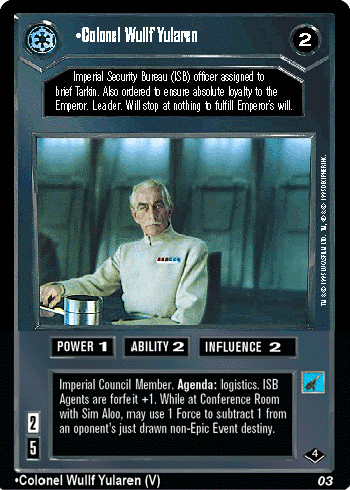 •Colonel Wullf Yularen
2
Imperial Security Bureau (ISB) officer assigned to
brief Tarkin. Also ordered to ensure absolute loyalty to the
Emperor. Leader. Will stop at nothing to fulfill Emperor's will.
POWER 1
ABILITY 2
INFLUENCE 2
Imperial Council Member. Agenda: logistics. ISB
Agents are forfeit +1. While at Conference Room
with Sim Aloo, may use 1 Force to subtract 1 from
an oponent's just drawn non-Epic Event destiny.
2
5
4
•Colonel Wullf Yularen (V)
03